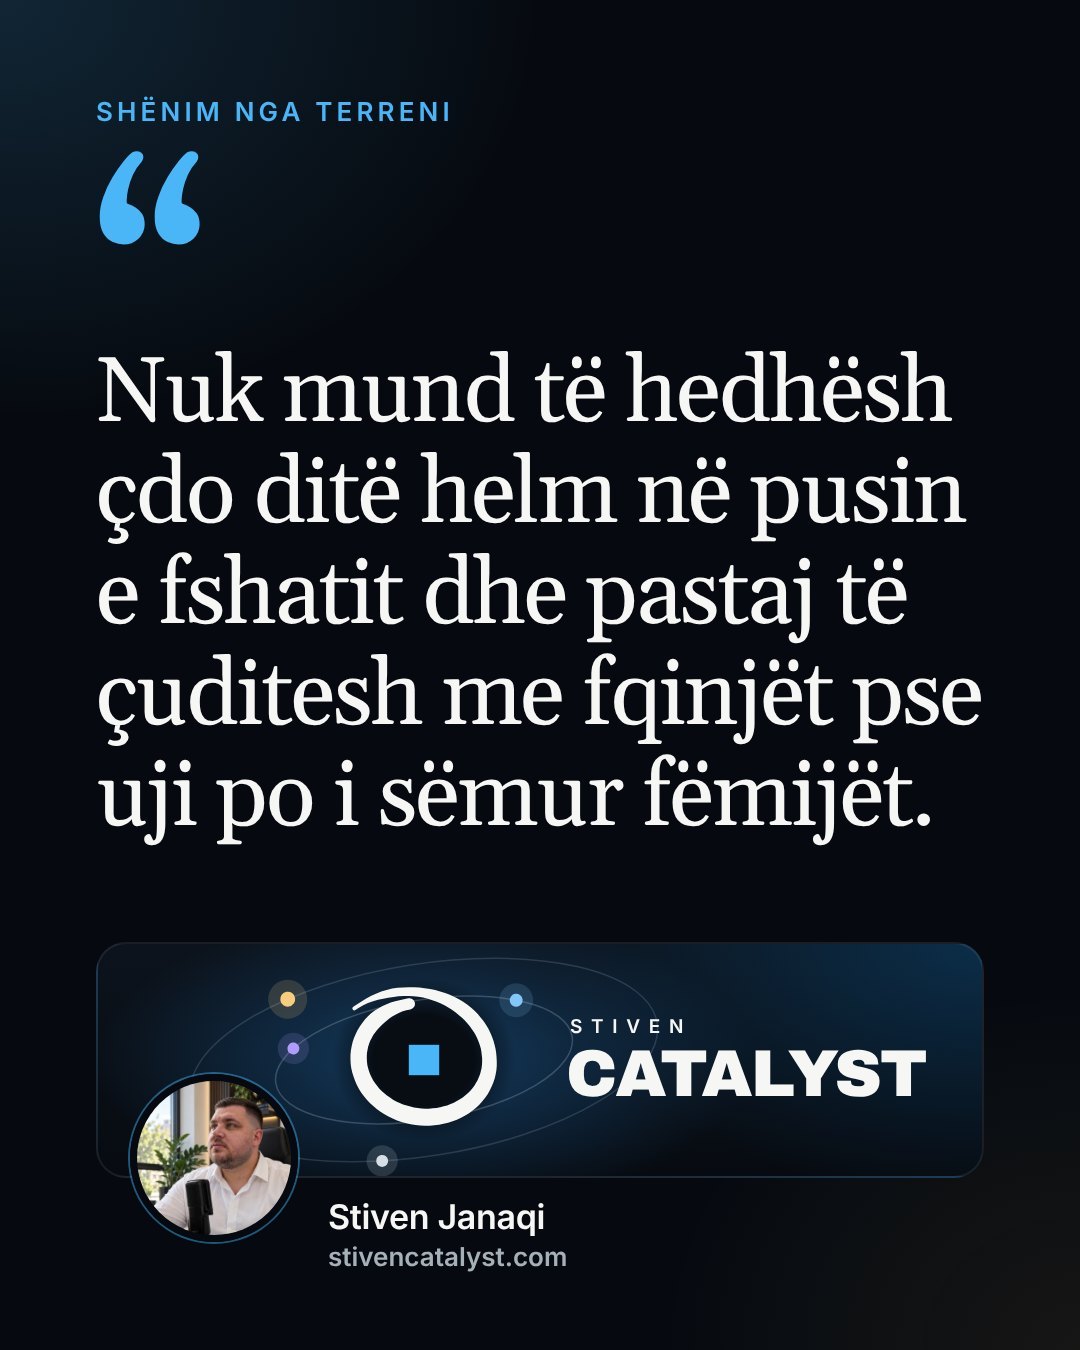 SHËNIM NGA TERRENI
“
Nuk mund të hedhësh
çdo ditë helm në pusin
e fshatit dhe pastaj të
çuditesh me fqinjët pse
uji po i sëmur fëmijët.
STIVEN
CATALYST
Stiven Janaqi
stivencatalyst.com